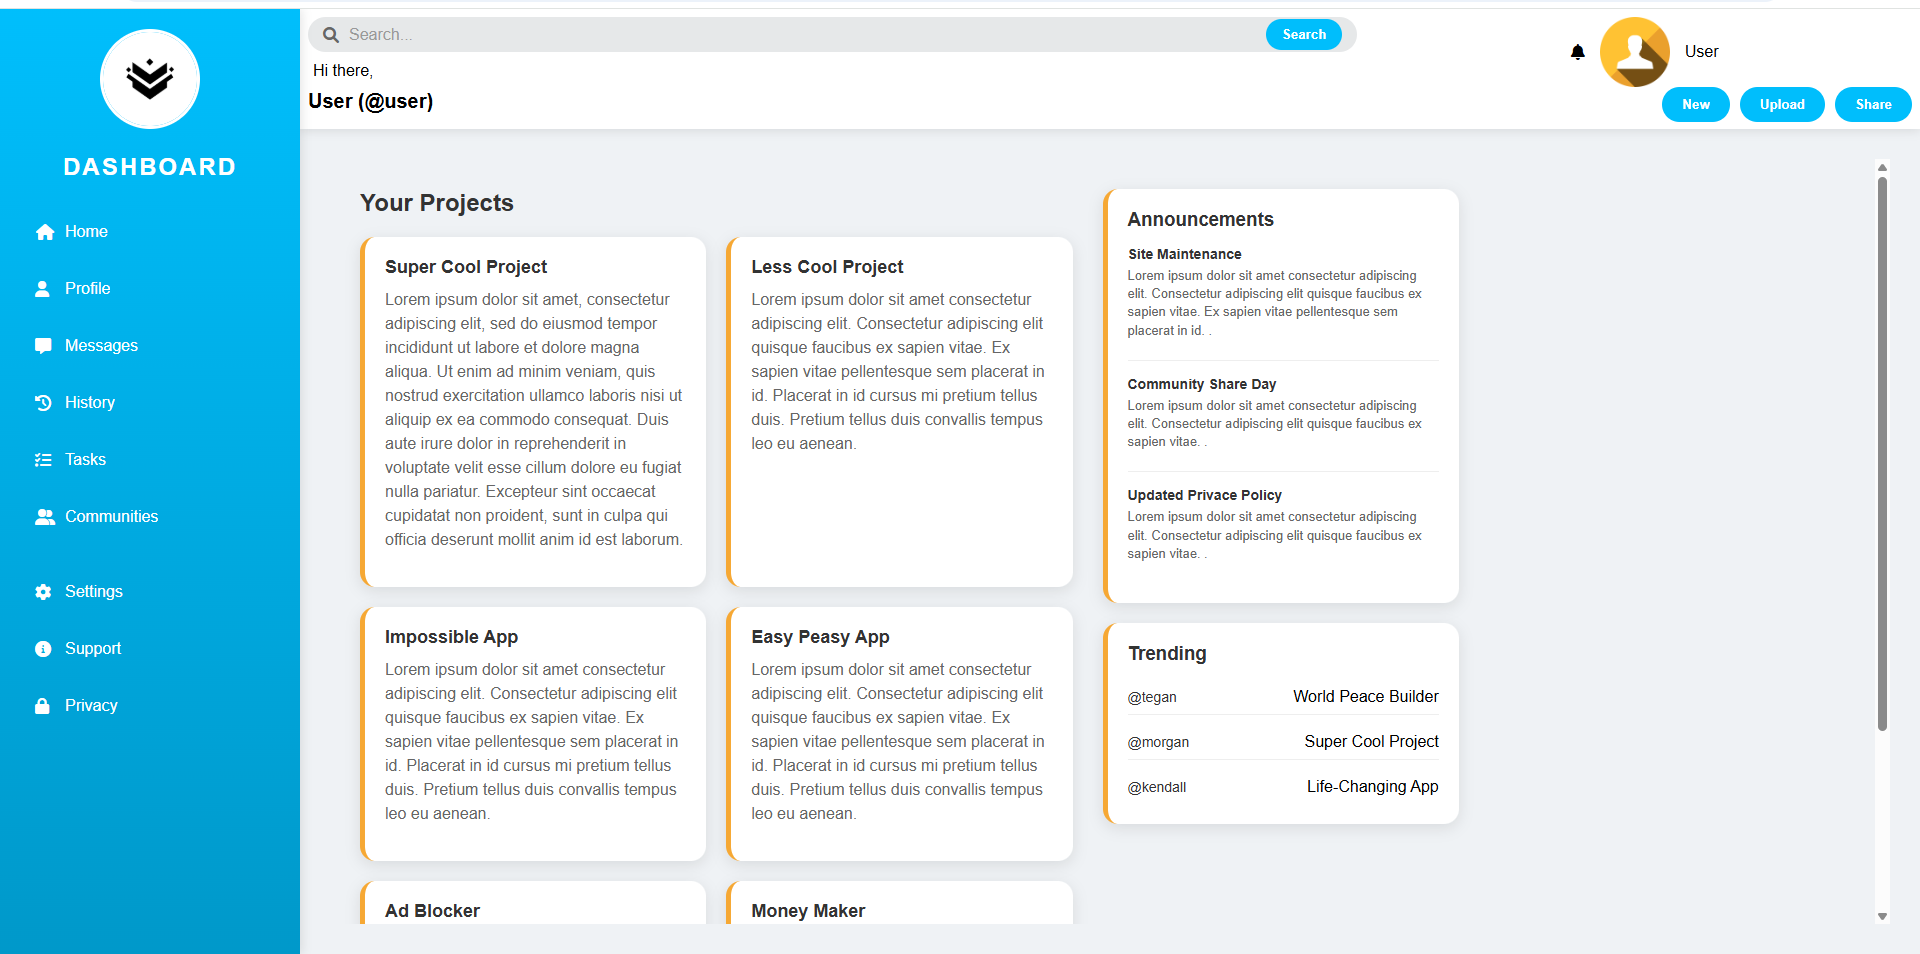 DASHBOARD
Home
Profile
Messages
History
Tasks
Communities
Settings
Support
Privacy
Search...
Search
Hi there,
User (@user)
User
New
Upload
Share
Your Projects
Super Cool Project
Lorem ipsum dolor sit amet, consectetur
adipiscing elit, sed do eiusmod tempor
incididunt ut labore et dolore magna
aliqua. Ut enim ad minim veniam, quis
nostrud exercitation ullamco laboris nisi ut
aliquip ex ea commodo consequat. Duis
aute irure dolor in reprehenderit in
voluptate velit esse cillum dolore eu fugiat
nulla pariatur. Excepteur sint occaecat
cupidatat non proident, sunt in culpa qui
officia deserunt mollit anim id est laborum.
Less Cool Project
Lorem ipsum dolor sit amet consectetur
adipiscing elit. Consectetur adipiscing elit
quisque faucibus ex sapien vitae. Ex
sapien vitae pellentesque sem placerat in
id. Placerat in id cursus mi pretium tellus
duis. Pretium tellus duis convallis tempus
leo eu aenean.
Impossible App
Lorem ipsum dolor sit amet consectetur
adipiscing elit. Consectetur adipiscing elit
quisque faucibus ex sapien vitae. Ex
sapien vitae pellentesque sem placerat in
id. Placerat in id cursus mi pretium tellus
duis. Pretium tellus duis convallis tempus
leo eu aenean.
Easy Peasy App
Lorem ipsum dolor sit amet consectetur
adipiscing elit. Consectetur adipiscing elit
quisque faucibus ex sapien vitae. Ex
sapien vitae pellentesque sem placerat in
id. Placerat in id cursus mi pretium tellus
duis. Pretium tellus duis convallis tempus
leo eu aenean.
Ad Blocker
Money Maker
Announcements
Site Maintenance
Lorem ipsum dolor sit amet consectetur adipiscing
elit. Consectetur adipiscing elit quisque faucibus ex
sapien vitae. Ex sapien vitae pellentesque sem
placerat in id. .
Community Share Day
Lorem ipsum dolor sit amet consectetur adipiscing
elit. Consectetur adipiscing elit quisque faucibus ex
sapien vitae. .
Updated Privace Policy
Lorem ipsum dolor sit amet consectetur adipiscing
elit. Consectetur adipiscing elit quisque faucibus ex
sapien vitae. .
Trending
@tegan World Peace Builder
@morgan Super Cool Project
@kendall Life-Changing App